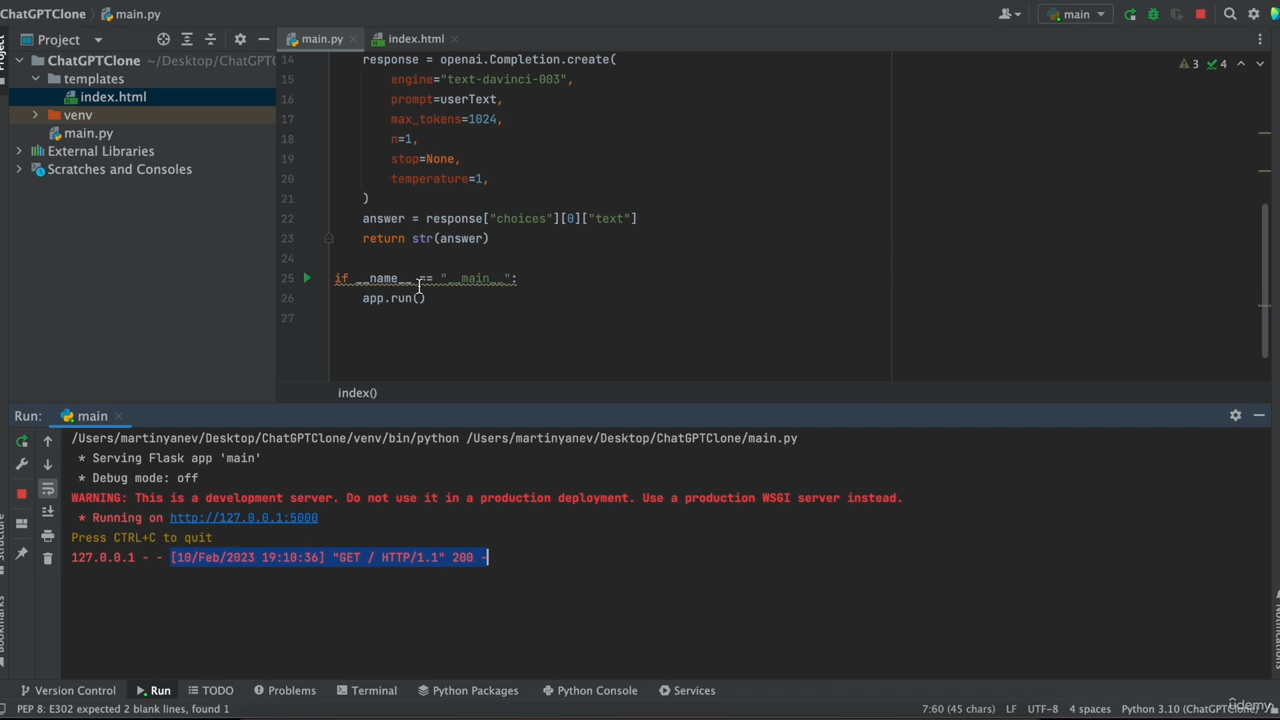 ChatGPTClone
main.py
main
Project
main.py
index.html
ChatGPTClone ~/Desktop/ChatGPTC
templates
index.html
venv
main.py
External Libraries
Scratches and Consoles
3 4
14 response = openai.Completion.create(
15 engine="text-davinci-003",
16 prompt=userText,
17 max_tokens=1024,
18 n=1,
19 stop=None,
20 temperature=1,
21 )
22 answer = response["choices"][0]["text"]
23 return str(answer)
24
25 if __name__ == "__main__":
26 app.run()
27
index()
Run: main
/Users/martinyanev/Desktop/ChatGPTClone/venv/bin/python /Users/martinyanev/Desktop/ChatGPTClone/main.py
* Serving Flask app 'main'
* Debug mode: off
WARNING: This is a development server. Do not use it in a production deployment. Use a production WSGI server instead.
* Running on http://127.0.0.1:5000
Press CTRL+C to quit
127.0.0.1 - - [10/Feb/2023 19:10:36] "GET / HTTP/1.1" 200 -
Version Control
Run
TODO
Problems
Terminal
Python Packages
Python Console
Services
PEP 8: E302 expected 2 blank lines, found 1
7:60 (45 chars) LF UTF-8 4 spaces Python 3.10 (ChatGPTClone)
Udemy